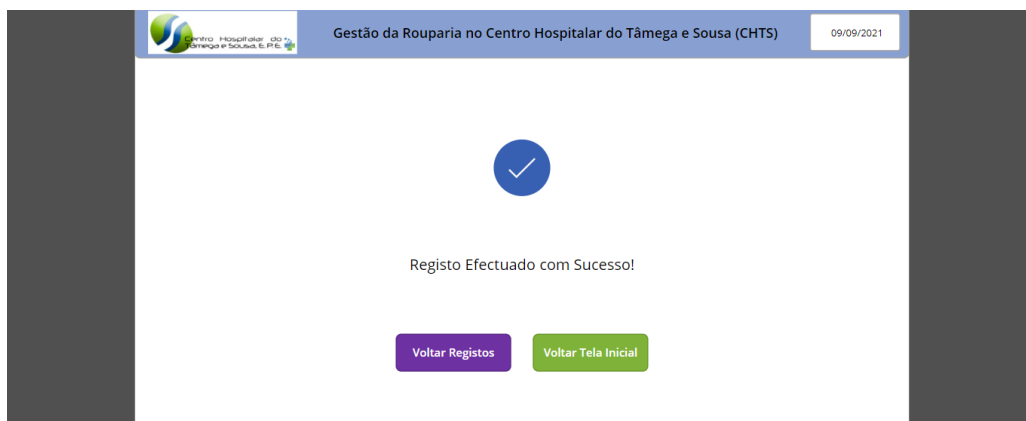 Centro Hospitalar do
Tâmega e Sousa, E.P.E.
Gestão da Rouparia no Centro Hospitalar do Tâmega e Sousa (CHTS)
09/09/2021
Registo Efectuado com Sucesso!
Voltar Registos
Voltar Tela Inicial